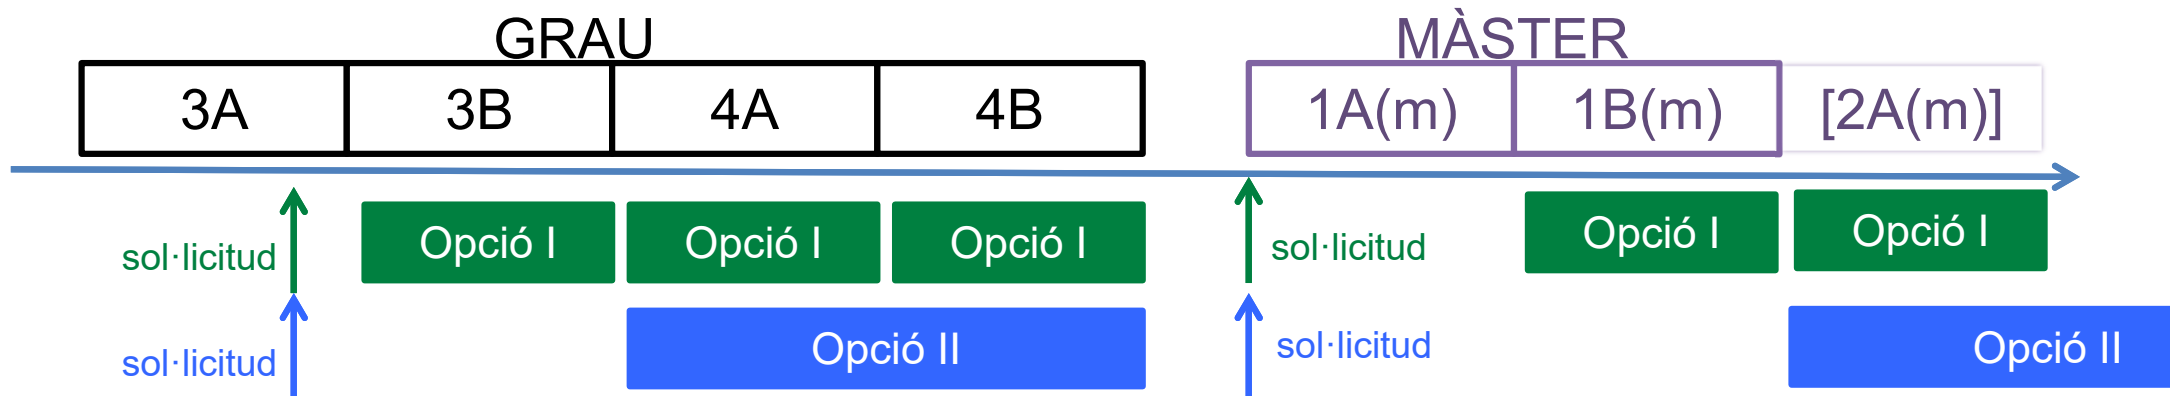 GRAU MÀSTER
3A 3B 4A 4B 1A(m) 1B(m) [2A(m)]
sol·licitud Opció I Opció I Opció I sol·licitud Opció I Opció I
sol·licitud Opció II sol·licitud Opció II